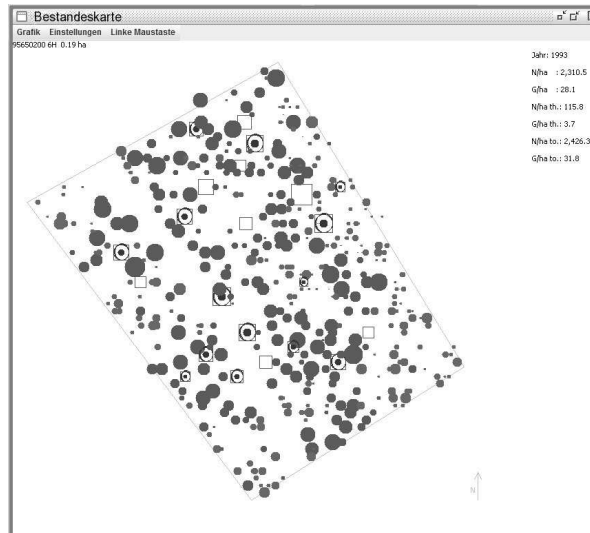 Bestandeskarte
Grafik Einstellungen Linke Maustaste
95650200 6H 0.19 ha
Jahr: 1993
N/ha : 2,310.5
G/ha : 28.1
N/ha th.: 115.8
G/ha th.: 3.7
N/ha to.: 2,426.3
G/ha to.: 31.8
N